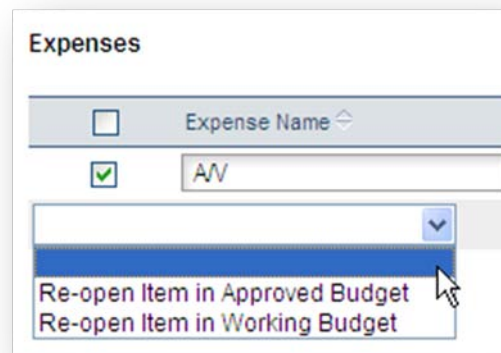 Expenses
Expense Name
A/V
Re-open Item in Approved Budget
Re-open Item in Working Budget